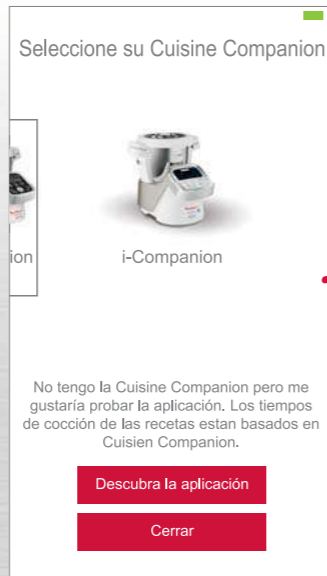 Seleccione su Cuisine Companion
ion
i-Companion
No tengo la Cuisine Companion pero me
gustaría probar la aplicación. Los tiempos
de cocción de las recetas estan basados en
Cuisien Companion.
Descubra la aplicación
Cerrar